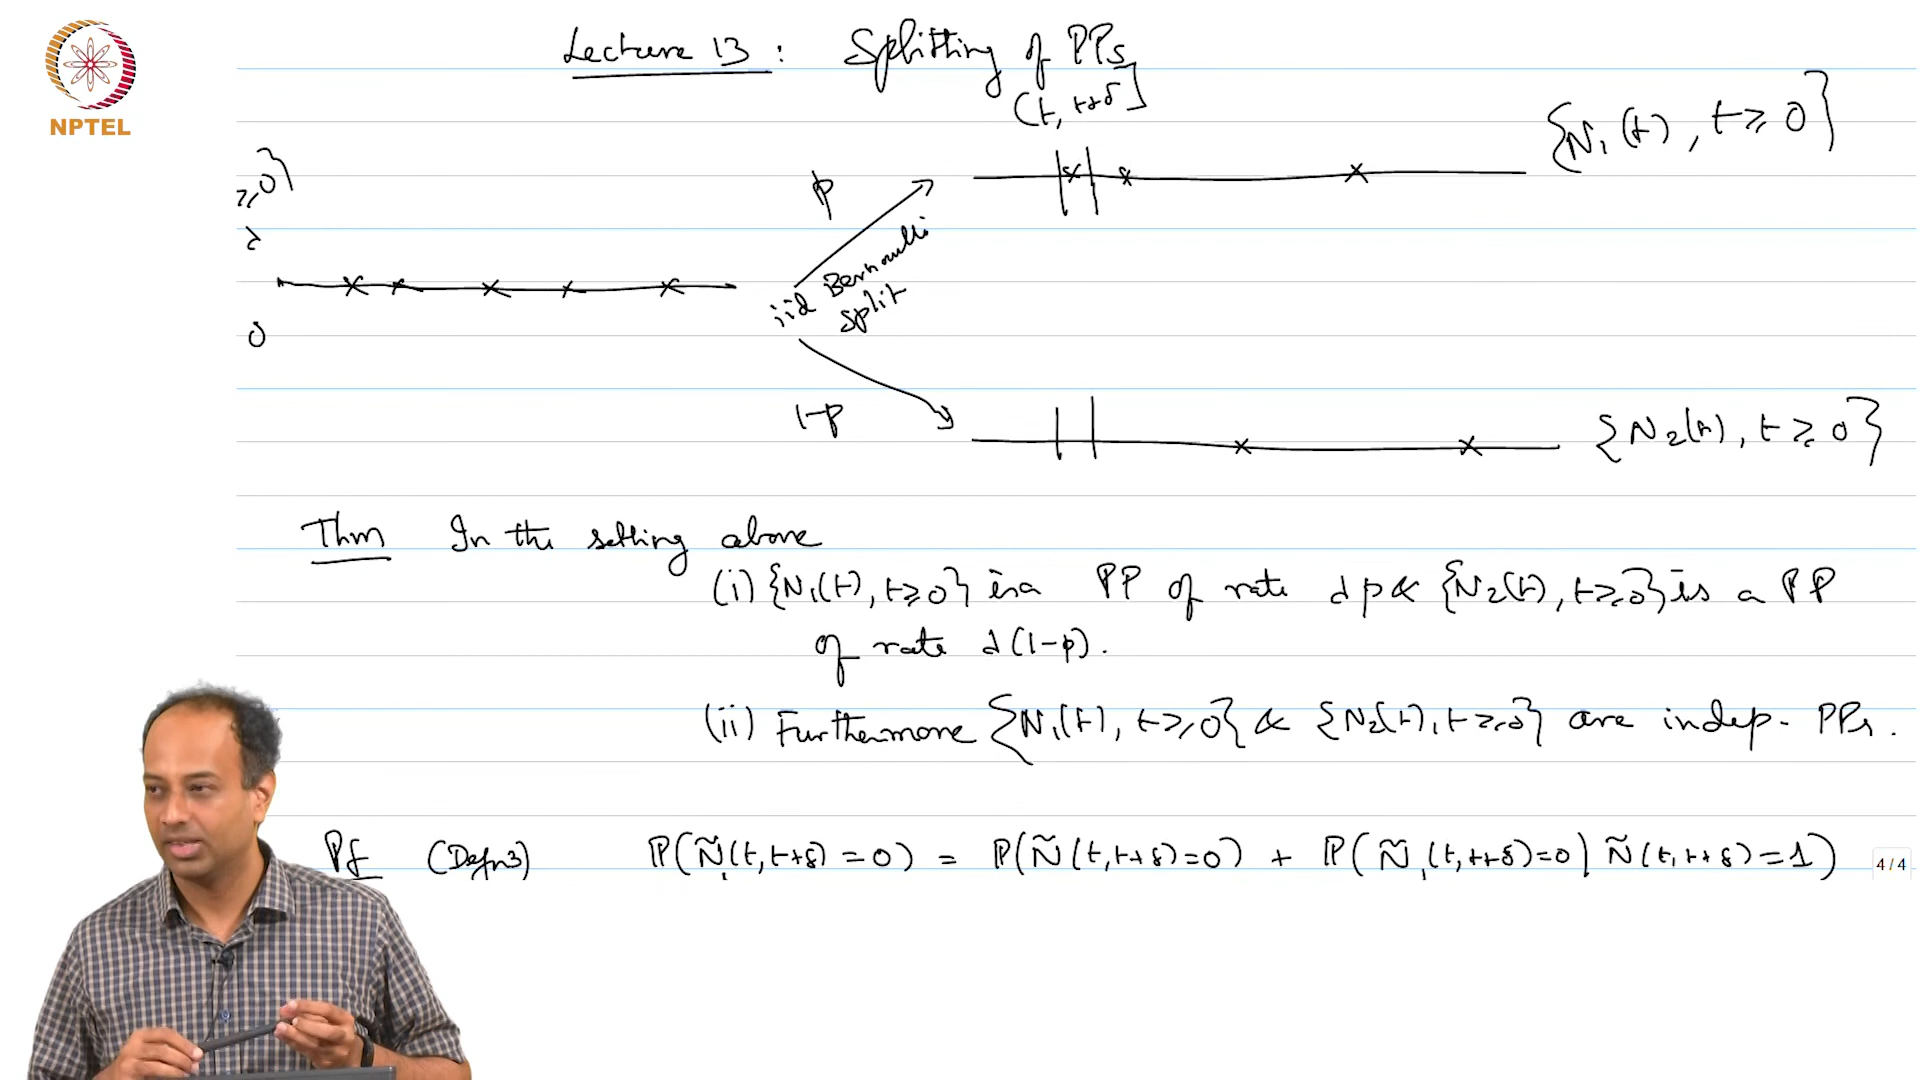 Lecture 13 : Splitting of PPs
(t, t+δ]
{N₁(t), t ≥ 0}
NPTEL
≥, 0}
p
λ
iid Bernoulli
split
0
1-p
{N₂(t), t ≥ 0}
Thm In the setting above
(i) {N₁(t), t ≥ 0} is a PP of rate λp & {N₂(t), t ≥ 0} is a PP
of rate λ(1-p).
(ii) Furthermore {N₁(t), t ≥ 0} & {N₂(t), t ≥ 0} are indep. PPs.
Pf (Defn3) ℙ(Ñ₁(t, t+δ) = 0) = ℙ(Ñ(t, t+δ) = 0) + ℙ(Ñ₁(t, t+δ) = 0 | Ñ(t, t+δ) = 1)
4/4